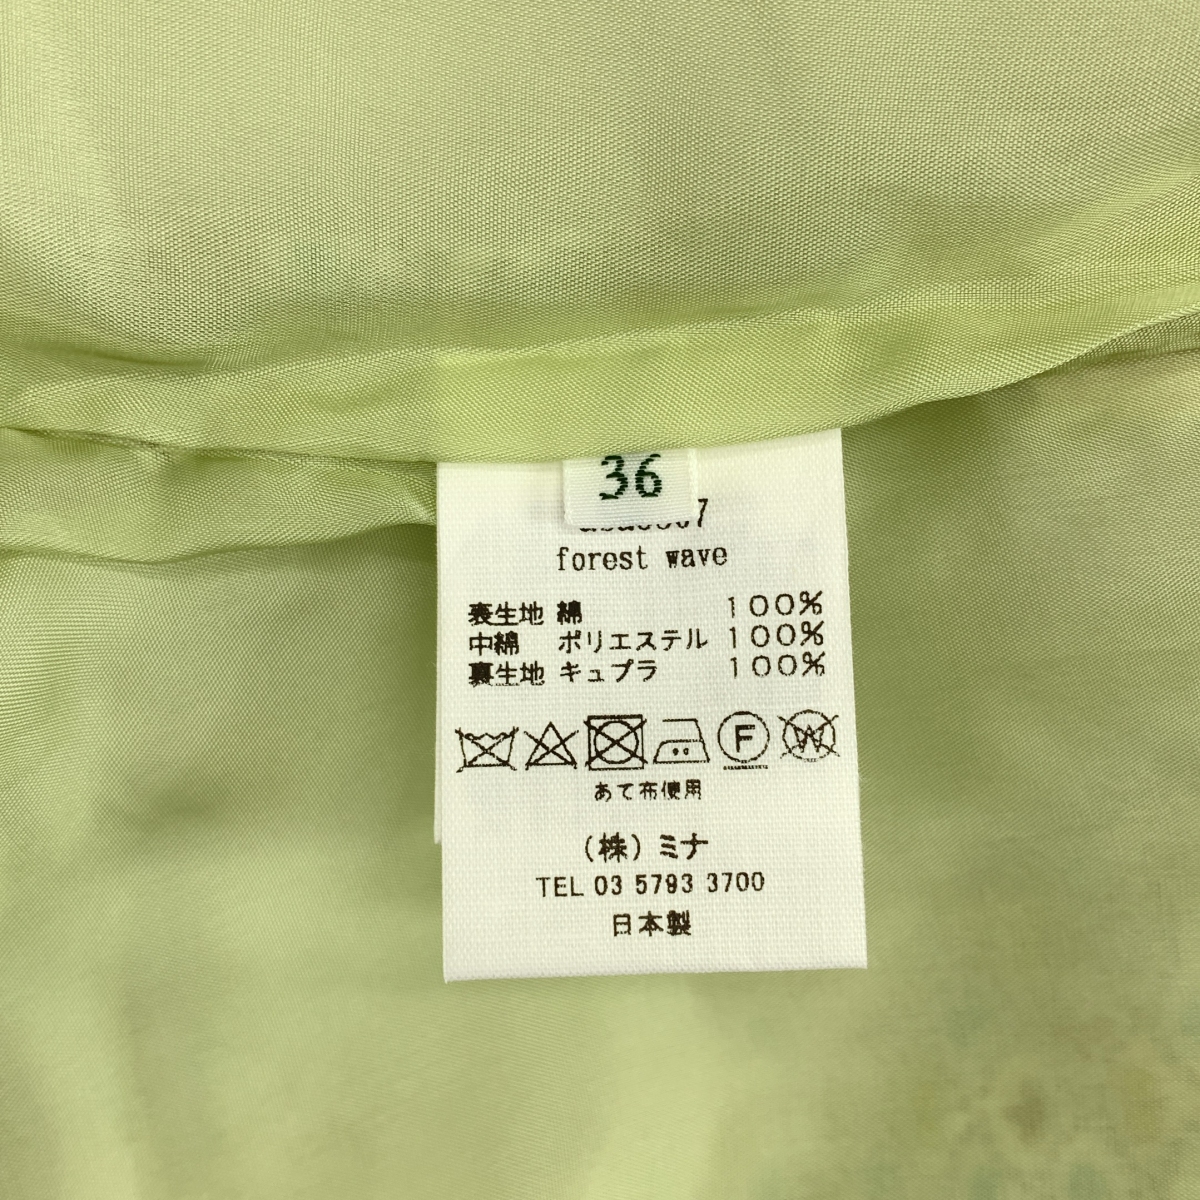 36
forest wave
表生地 綿 100%
中綿 ポリエステル 100%
裏生地 キュプラ 100%
F W
あて布使用
(株)ミナ
TEL 03 5793 3700
日本製